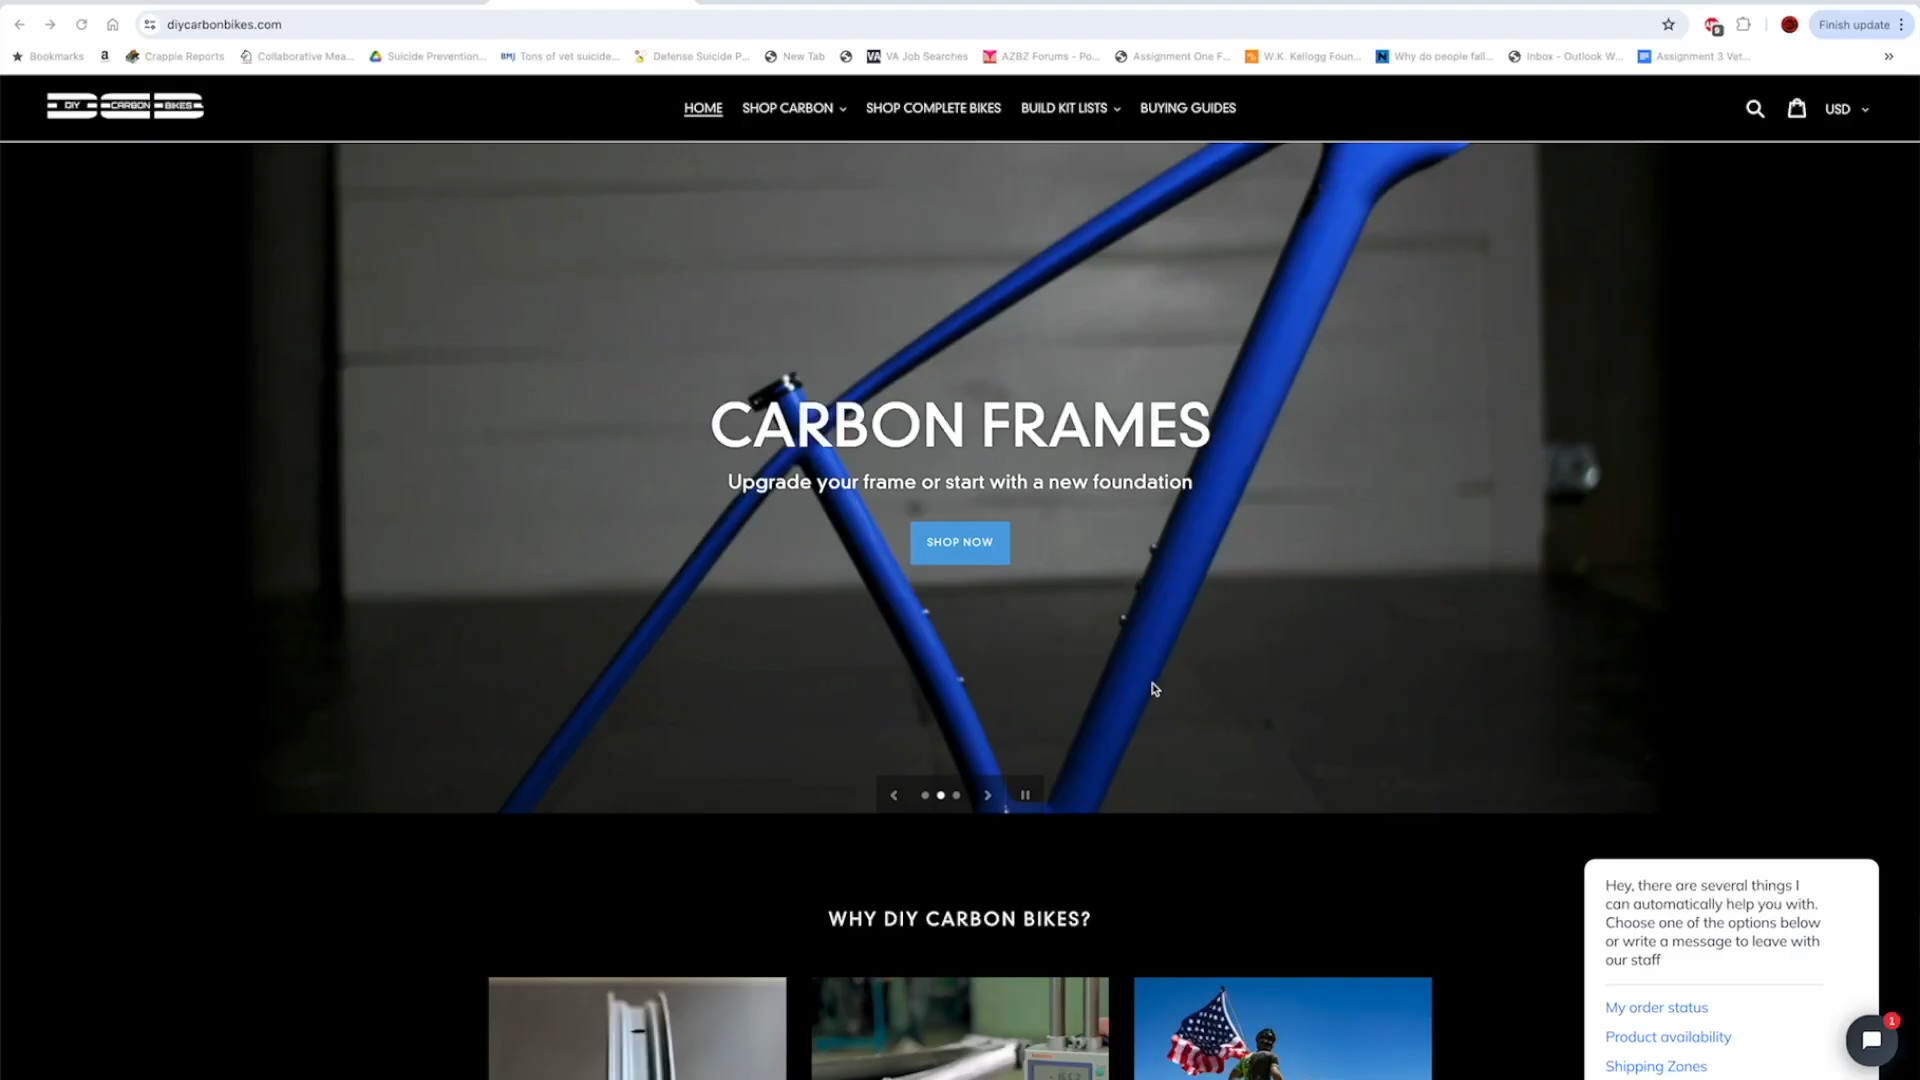 diycarbonbikes.com
Finish update
Bookmarks
Crappie Reports
Collaborative Mea...
Suicide Prevention...
BMJ Tons of vet suicide...
Defense Suicide P...
New Tab
VA VA Job Searches
AZBZ Forums - Po...
Assignment One F...
W.K. Kellogg Foun...
Why do people fall...
Inbox - Outlook W...
Assignment 3 Vet...
DIY CARBON BIKES
HOME
SHOP CARBON
SHOP COMPLETE BIKES
BUILD KIT LISTS
BUYING GUIDES
USD
CARBON FRAMES
Upgrade your frame or start with a new foundation
SHOP NOW
WHY DIY CARBON BIKES?
Hey, there are several things I
can automatically help you with.
Choose one of the options below
or write a message to leave with
our staff
My order status
Product availability
Shipping Zones
1